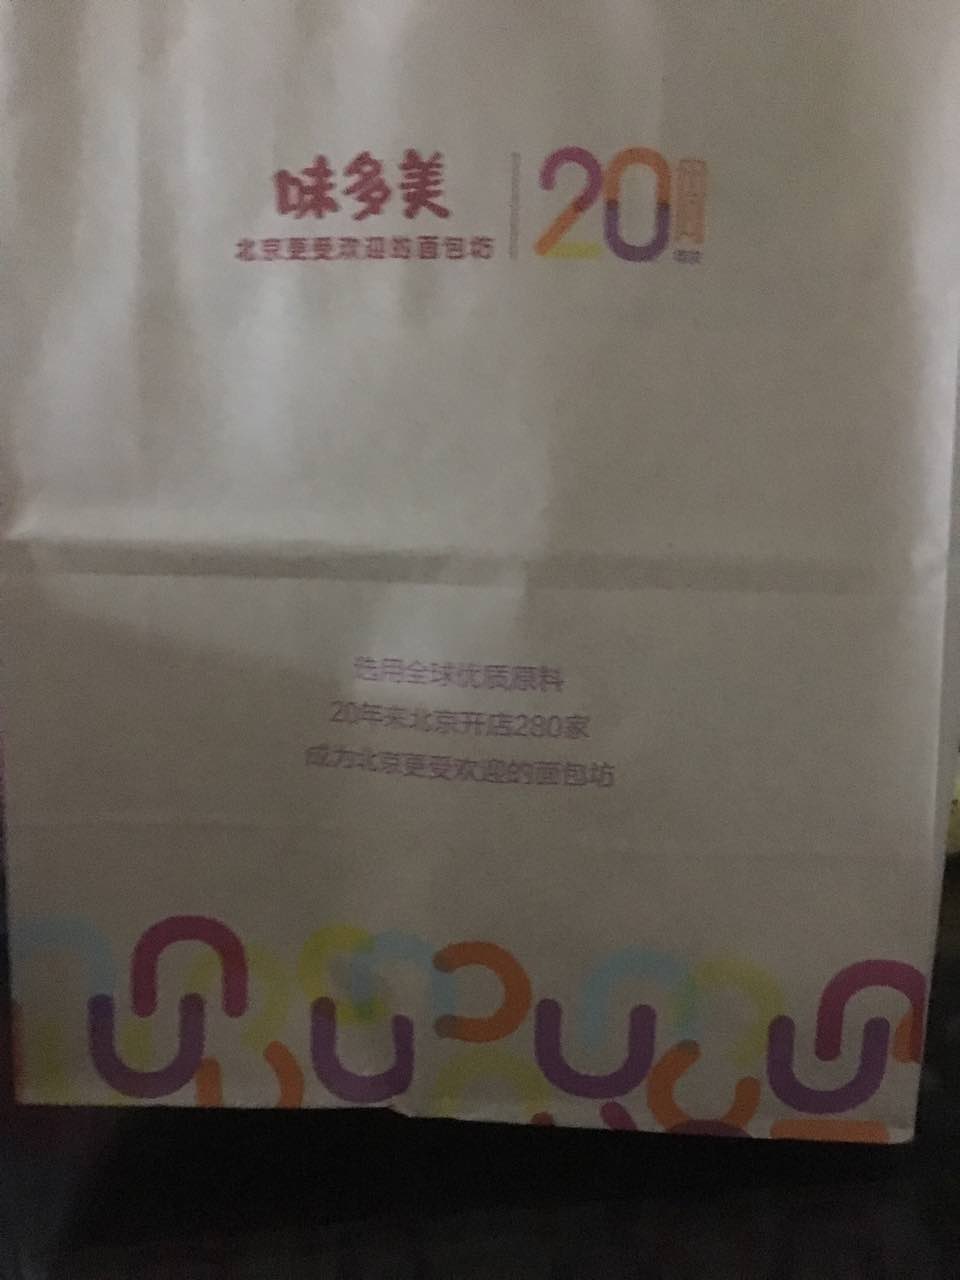 味多美
北京更受欢迎的面包坊
20
选用全球优质原料
20年来北京开店280家
成为北京更受欢迎的面包坊